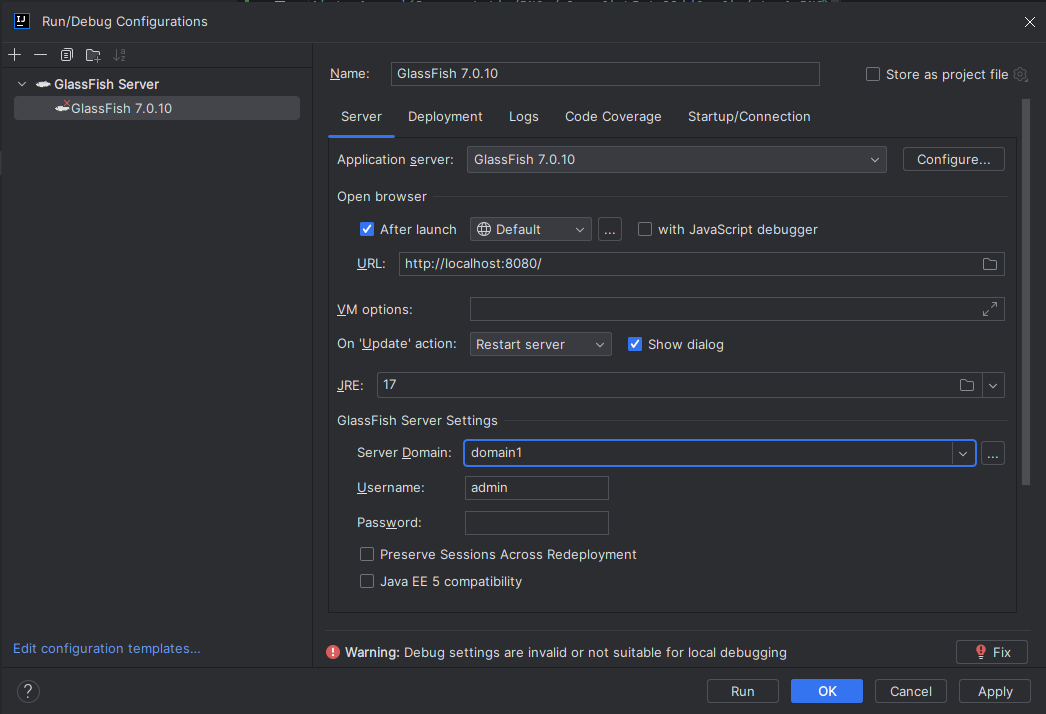 Run/Debug Configurations
GlassFish Server
GlassFish 7.0.10
Edit configuration templates...
Name: GlassFish 7.0.10 Store as project file
Server Deployment Logs Code Coverage Startup/Connection
Application server: GlassFish 7.0.10 Configure...
Open browser
After launch Default ... with JavaScript debugger
URL: http://localhost:8080/
VM options:
On 'Update' action: Restart server Show dialog
JRE: 17
GlassFish Server Settings
Server Domain: domain1 ...
Username: admin
Password:
Preserve Sessions Across Redeployment
Java EE 5 compatibility
Warning: Debug settings are invalid or not suitable for local debugging Fix
? Run OK Cancel Apply